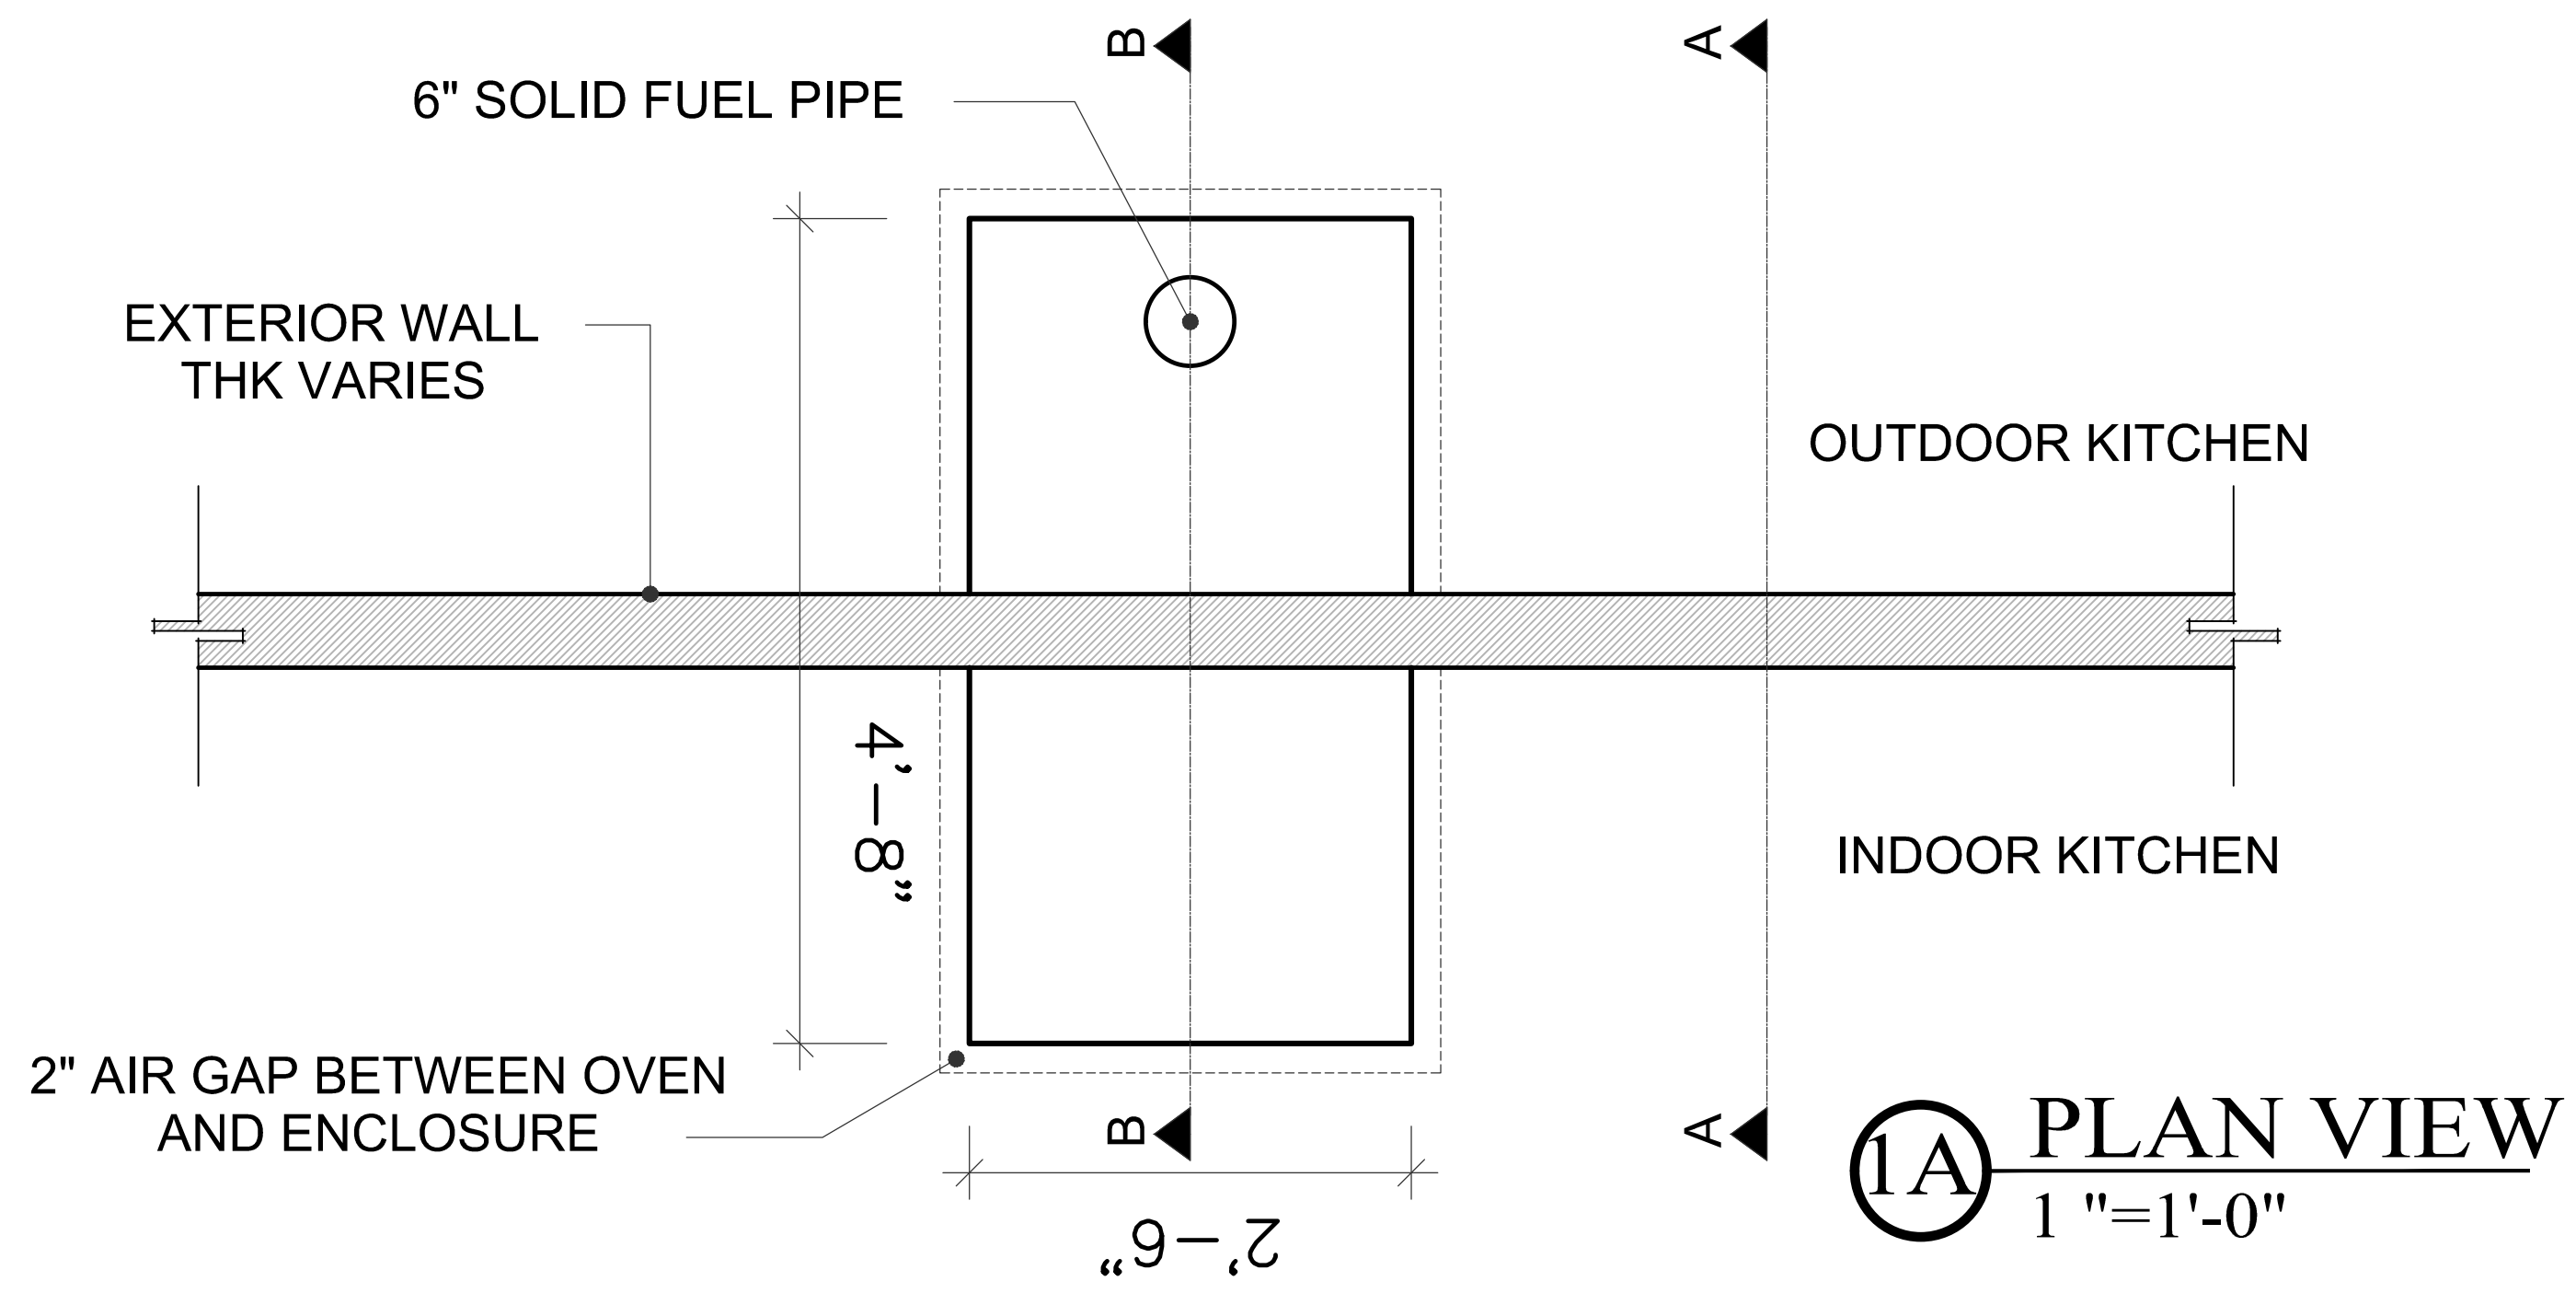 B
A
6" SOLID FUEL PIPE
EXTERIOR WALL
THK VARIES
OUTDOOR KITCHEN
4'-8"
INDOOR KITCHEN
2" AIR GAP BETWEEN OVEN
AND ENCLOSURE
B
A
2'-6"
1A
PLAN VIEW
1 "=1'-0"